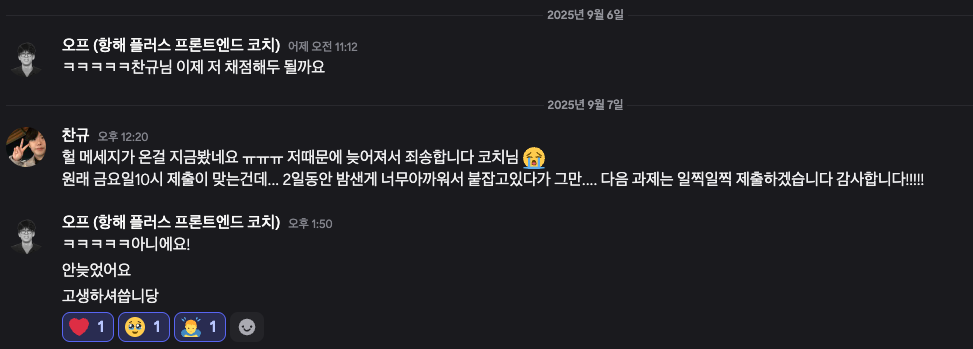 2025년 9월 6일
오프 (항해 플러스 프론트엔드 코치) 어제 오전 11:12
ㅋㅋㅋㅋㅋ찬규님 이제 저 채점해두 될까요
2025년 9월 7일
찬규 오후 12:20
헐 메세지가 온걸 지금봤네요 ㅠㅠㅠ 저때문에 늦어져서 죄송합니다 코치님 😭
원래 금요일10시 제출이 맞는건데... 2일동안 밤샌게 너무아까워서 붙잡고있다가 그만.... 다음 과제는 일찍일찍 제출하겠습니다 감사합니다!!!!!
오프 (항해 플러스 프론트엔드 코치) 오후 1:50
ㅋㅋㅋㅋㅋ아니에요!
안늦었어요
고생하셔씁니당
❤️ 1 🥹 1 🙇‍♂️ 1